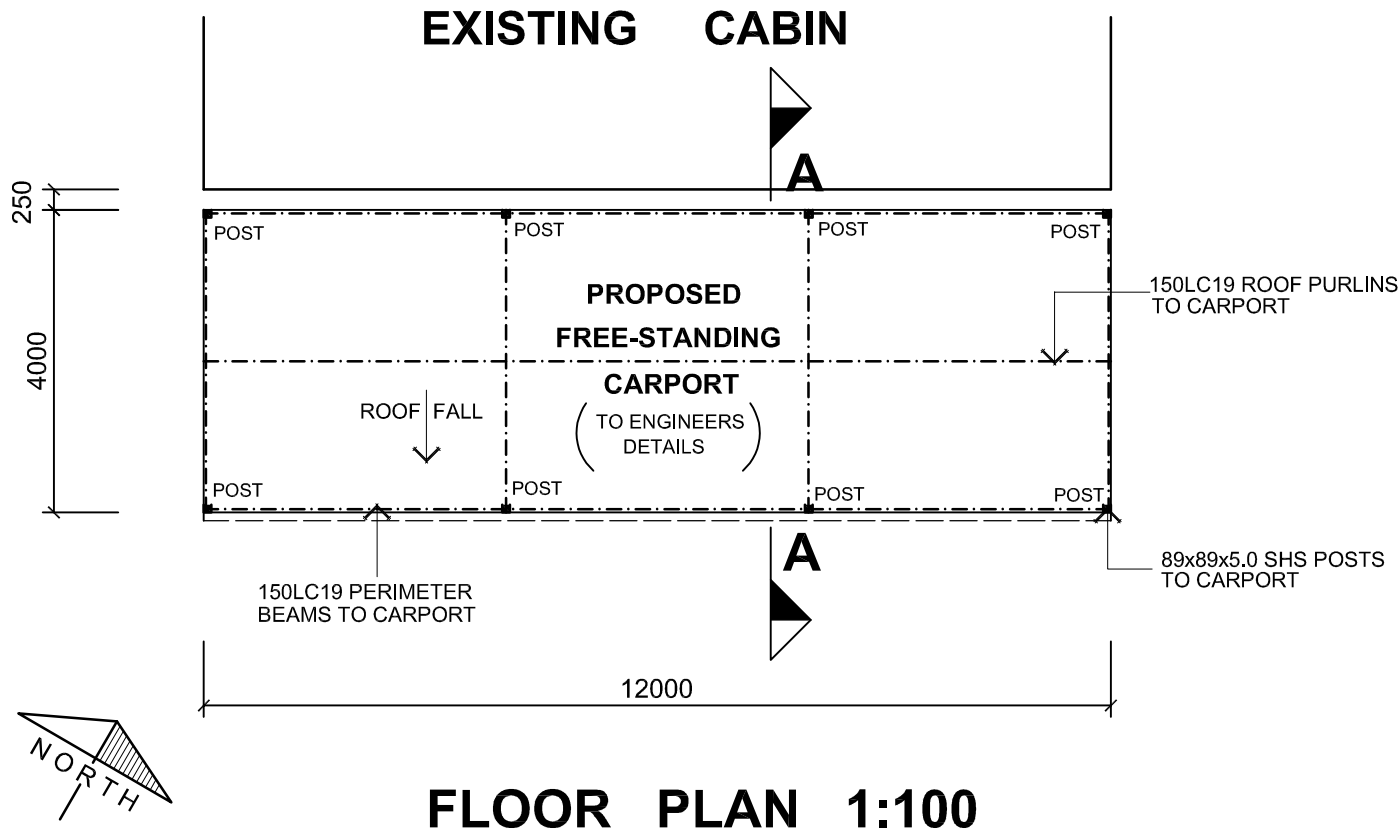 EXISTING CABIN
A
250
POST POST POST POST
PROPOSED
150LC19 ROOF PURLINS
TO CARPORT
FREE-STANDING
4000
CARPORT
ROOF FALL
TO ENGINEERS
DETAILS
POST POST POST POST
A
89x89x5.0 SHS POSTS
TO CARPORT
150LC19 PERIMETER
BEAMS TO CARPORT
12000
NORTH
FLOOR PLAN 1:100